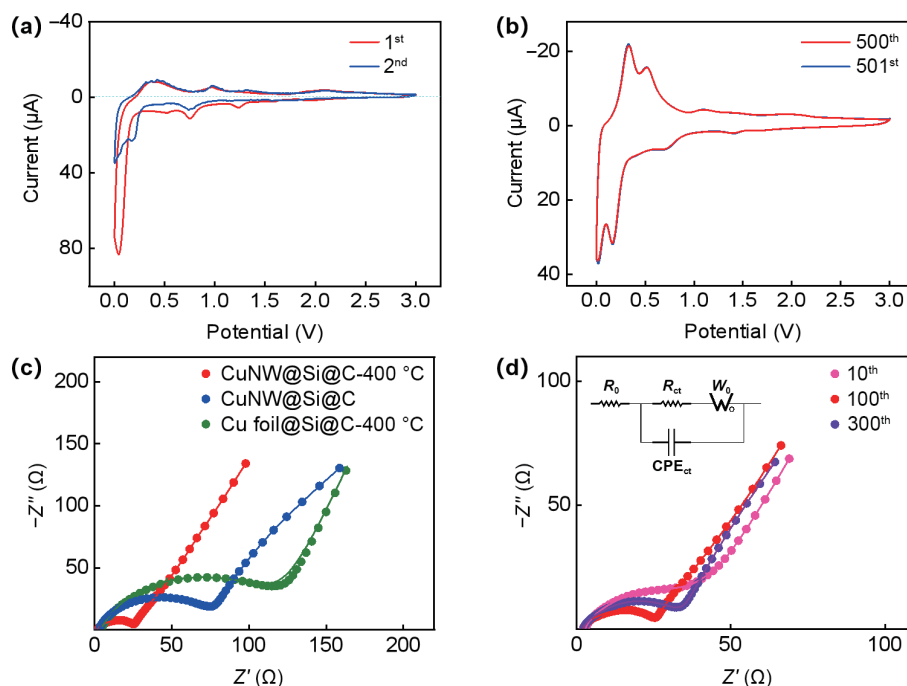 (a)
−40
0
40
80
Current (μA)
1st
2nd
0.0 0.5 1.0 1.5 2.0 2.5 3.0
Potential (V)
(b)
−20
0
20
40
Current (μA)
500th
501st
0.0 0.5 1.0 1.5 2.0 2.5 3.0
Potential (V)
(c)
200
150
100
50
0
−Z″ (Ω)
CuNW@Si@C-400 °C
CuNW@Si@C
Cu foil@Si@C-400 °C
0 50 100 150 200
Z′ (Ω)
(d)
100
50
0
−Z″ (Ω)
R0 Rct W0
O
CPEct
10th
100th
300th
0 50 100
Z′ (Ω)